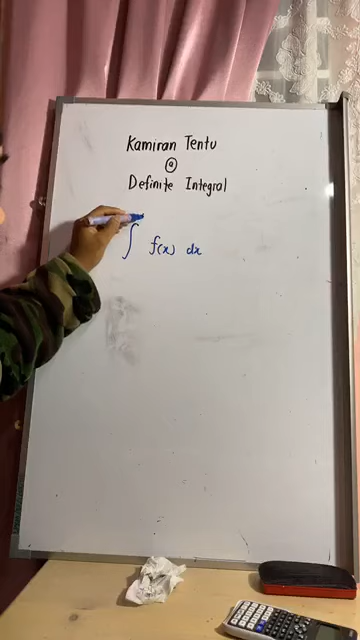 Kamiran Tentu
@
Definite Integral
∫ f(x) dx